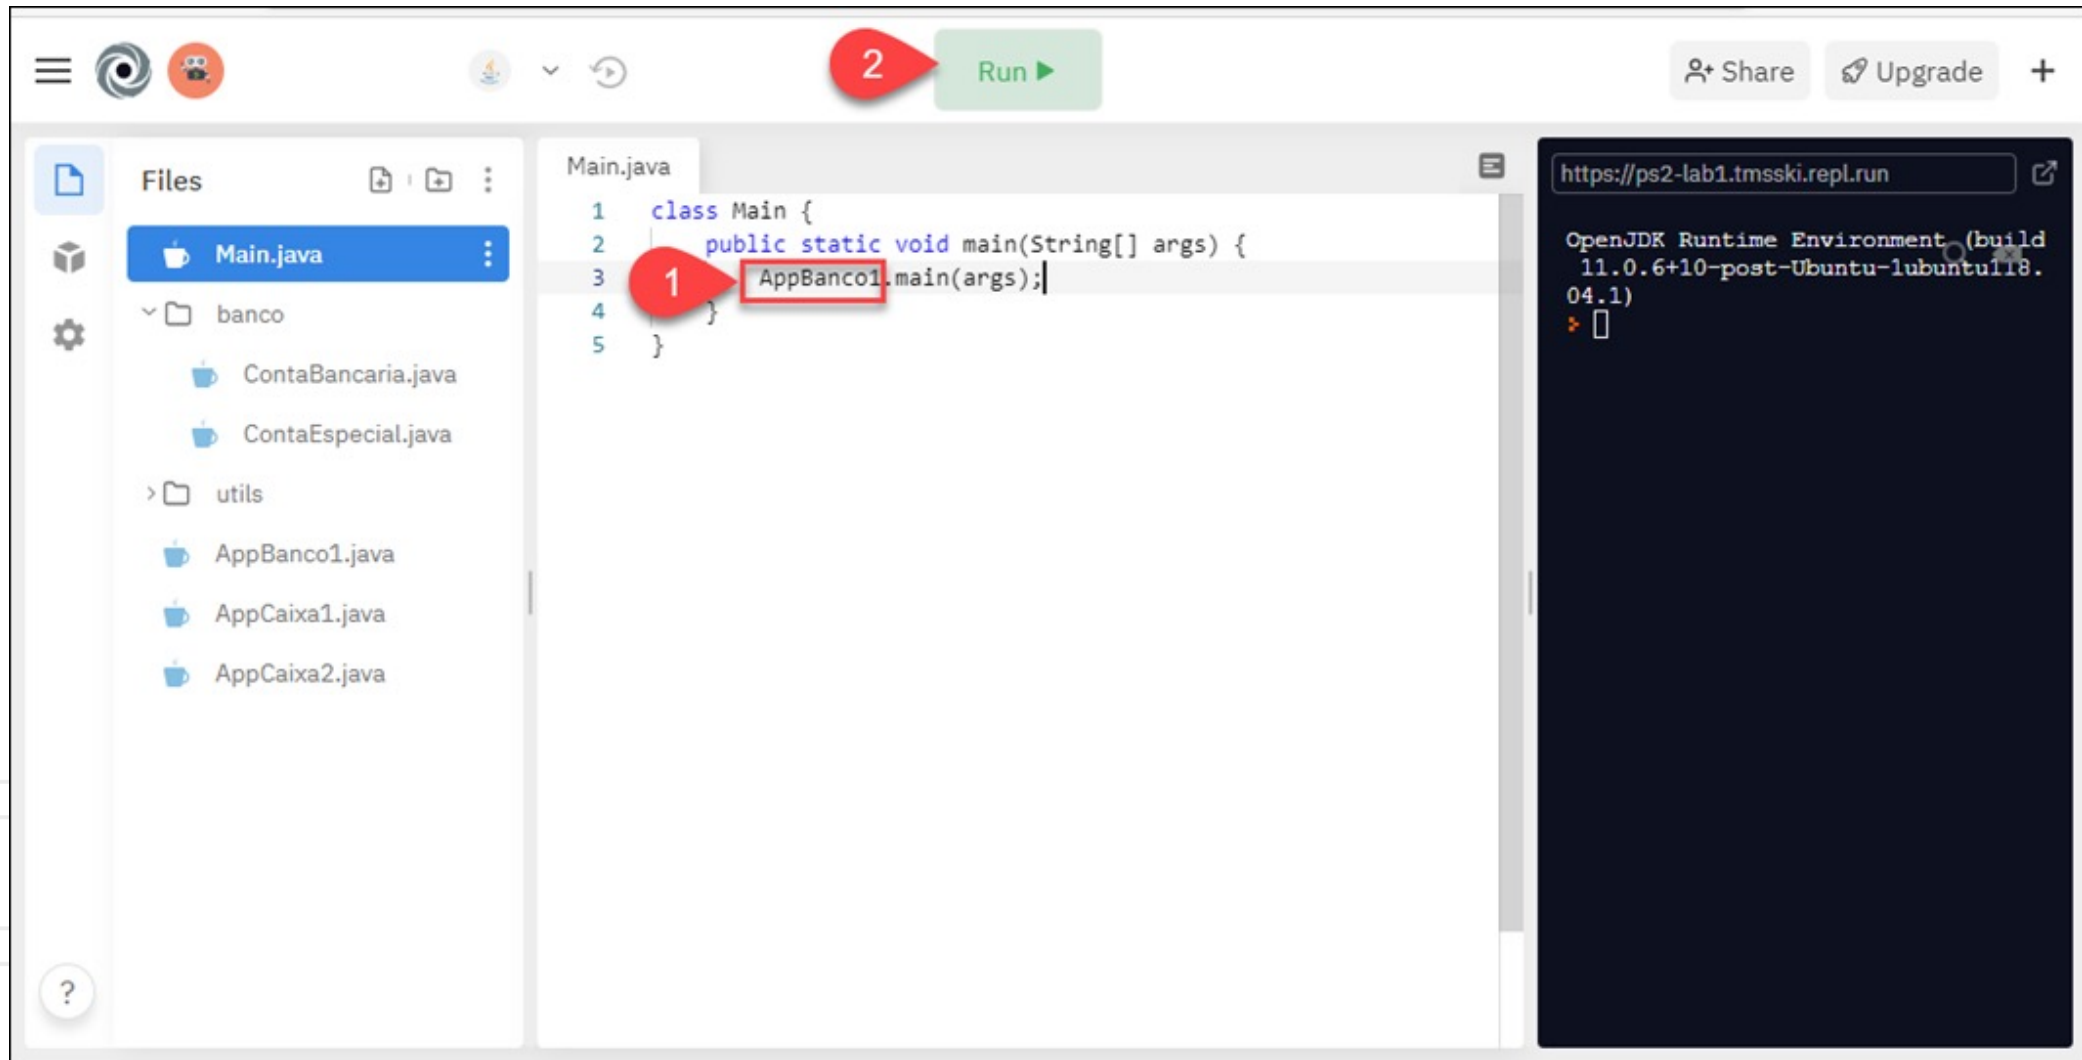 2
Run
Share
Upgrade
Files
Main.java
banco
ContaBancaria.java
ContaEspecial.java
utils
AppBanco1.java
AppCaixa1.java
AppCaixa2.java
?
Main.java
1 class Main {
2 public static void main(String[] args) {
1
3 AppBanco1.main(args);
4 }
5 }
https://ps2-lab1.tmsski.repl.run
OpenJDK Runtime Environment (build
11.0.6+10-post-Ubuntu-1ubuntu118.
04.1)